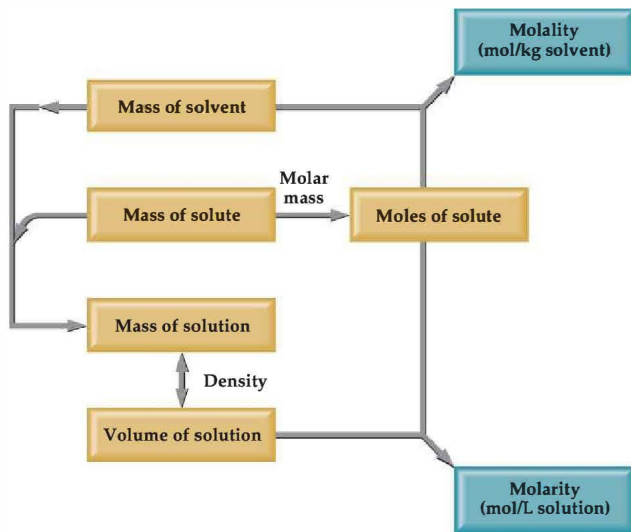 Molality
(mol/kg solvent)
Mass of solvent
Molar
mass
Mass of solute
Moles of solute
Mass of solution
Density
Volume of solution
Molarity
(mol/L solution)